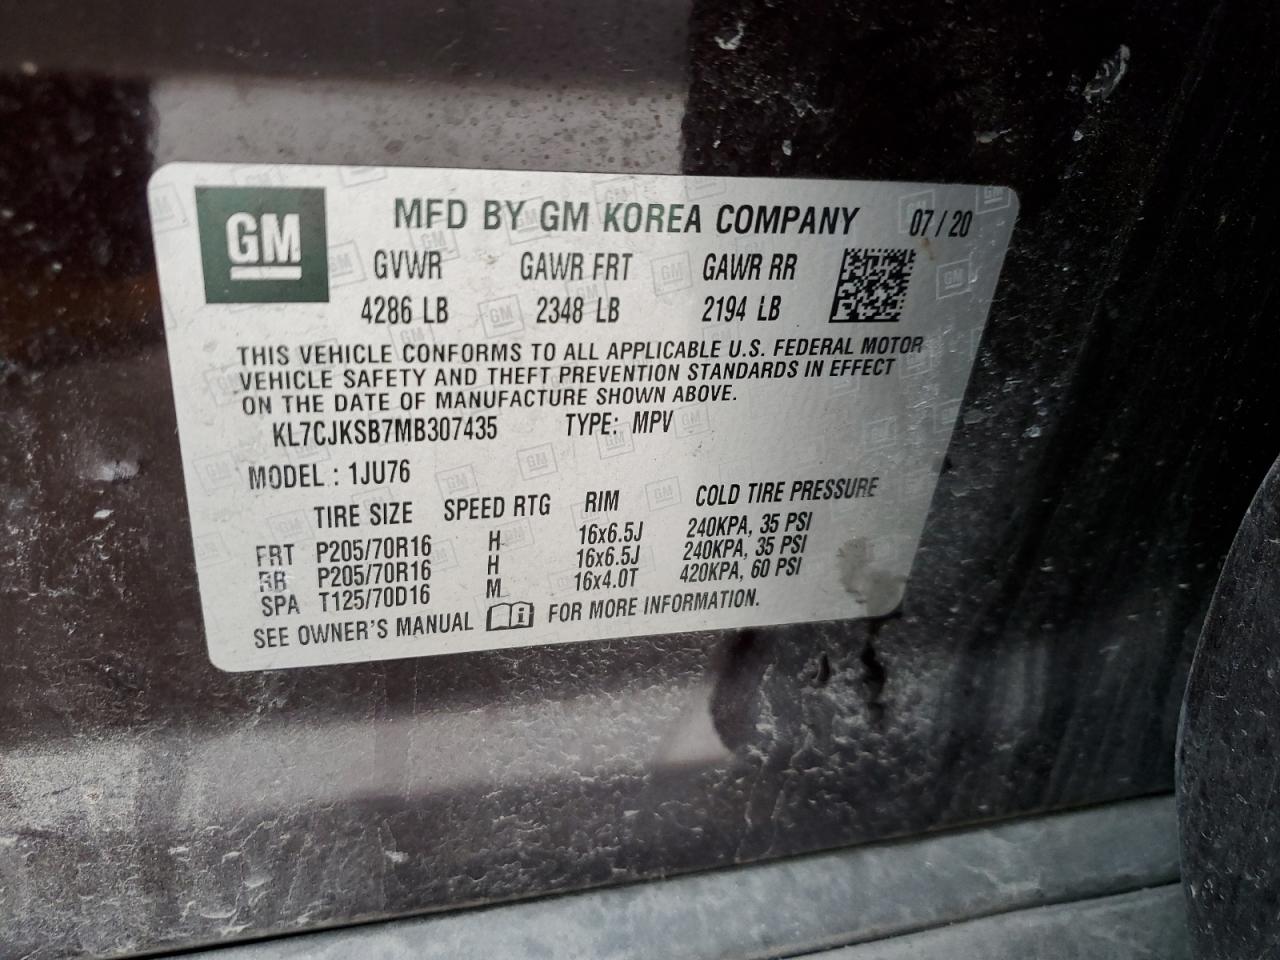 GM
MFD BY GM KOREA COMPANY 07 / 20
GVWR GAWR FRT GAWR RR
4286 LB 2348 LB 2194 LB
THIS VEHICLE CONFORMS TO ALL APPLICABLE U.S. FEDERAL MOTOR
VEHICLE SAFETY AND THEFT PREVENTION STANDARDS IN EFFECT
ON THE DATE OF MANUFACTURE SHOWN ABOVE.
KL7CJKSB7MB307435 TYPE: MPV
MODEL : 1JU76
TIRE SIZE SPEED RTG RIM COLD TIRE PRESSURE
FRT P205/70R16 H 16x6.5J 240KPA, 35 PSI
RR P205/70R16 H 16x6.5J 240KPA, 35 PSI
SPA T125/70D16 M 16x4.0T 420KPA, 60 PSI
SEE OWNER'S MANUAL FOR MORE INFORMATION.